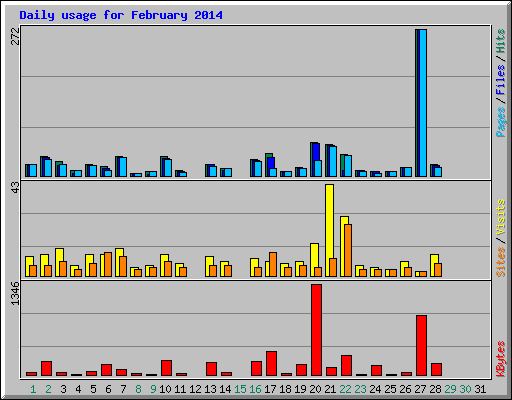 Daily usage for February 2014
272
Pages / Files / Hits
43
Sites / Visits
1346
KBytes
1 2 3 4 5 6 7 8 9 10 11 12 13 14 15 16 17 18 19 20 21 22 23 24 25 26 27 28 29 30 31